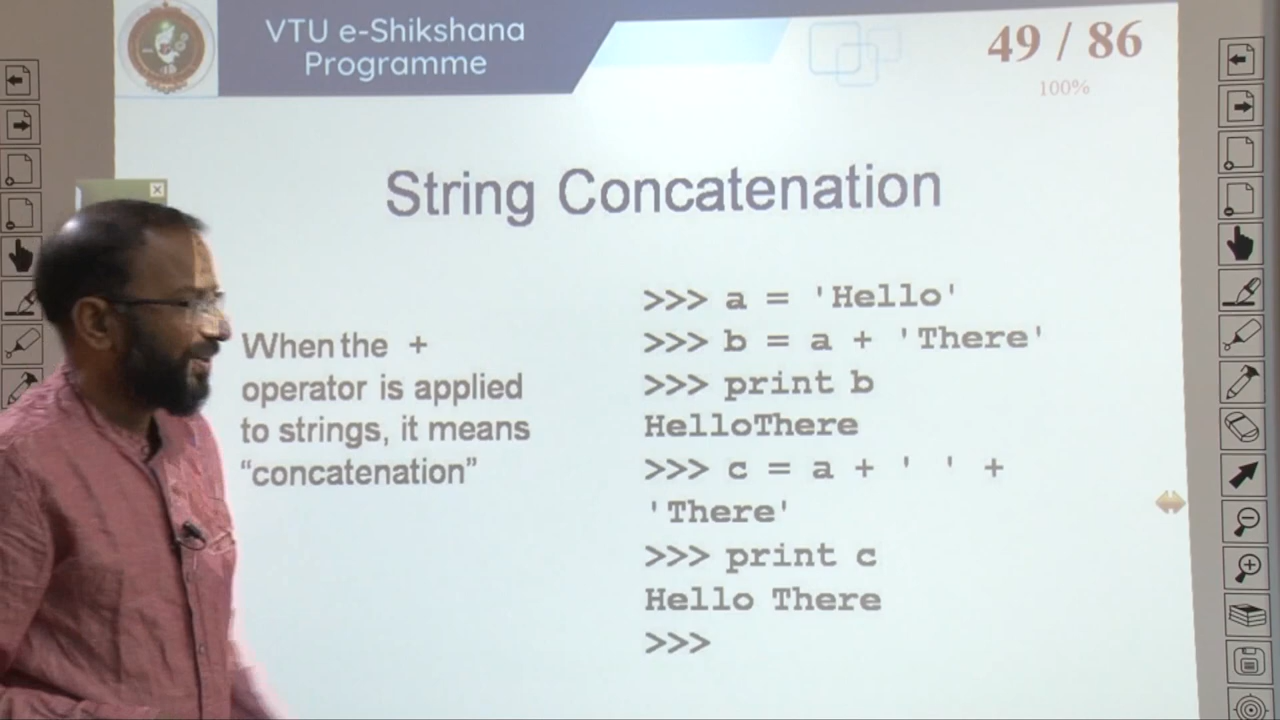 VTU e-Shikshana
Programme
49 / 86
100%
String Concatenation
When the +
operator is applied
to strings, it means
“concatenation”
>>> a = 'Hello'
>>> b = a + 'There'
>>> print b
HelloThere
>>> c = a + ' ' +
'There'
>>> print c
Hello There
>>>